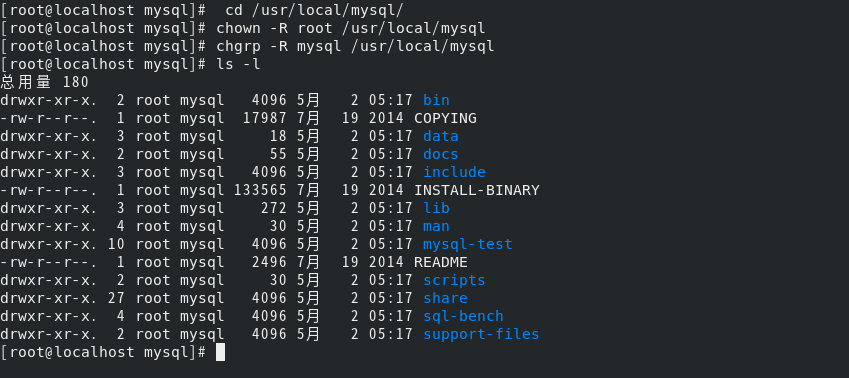 [root@localhost mysql]#  cd /usr/local/mysql/
[root@localhost mysql]# chown -R root /usr/local/mysql
[root@localhost mysql]# chgrp -R mysql /usr/local/mysql
[root@localhost mysql]# ls -l
总用量 180
drwxr-xr-x.  2 root mysql   4096 5月   2 05:17 bin
-rw-r--r--.  1 root mysql  17987 7月  19 2014 COPYING
drwxr-xr-x.  3 root mysql     18 5月   2 05:17 data
drwxr-xr-x.  2 root mysql     55 5月   2 05:17 docs
drwxr-xr-x.  3 root mysql   4096 5月   2 05:17 include
-rw-r--r--.  1 root mysql 133565 7月  19 2014 INSTALL-BINARY
drwxr-xr-x.  3 root mysql    272 5月   2 05:17 lib
drwxr-xr-x.  4 root mysql     30 5月   2 05:17 man
drwxr-xr-x. 10 root mysql   4096 5月   2 05:17 mysql-test
-rw-r--r--.  1 root mysql   2496 7月  19 2014 README
drwxr-xr-x.  2 root mysql     30 5月   2 05:17 scripts
drwxr-xr-x. 27 root mysql   4096 5月   2 05:17 share
drwxr-xr-x.  4 root mysql   4096 5月   2 05:17 sql-bench
drwxr-xr-x.  2 root mysql   4096 5月   2 05:17 support-files
[root@localhost mysql]#